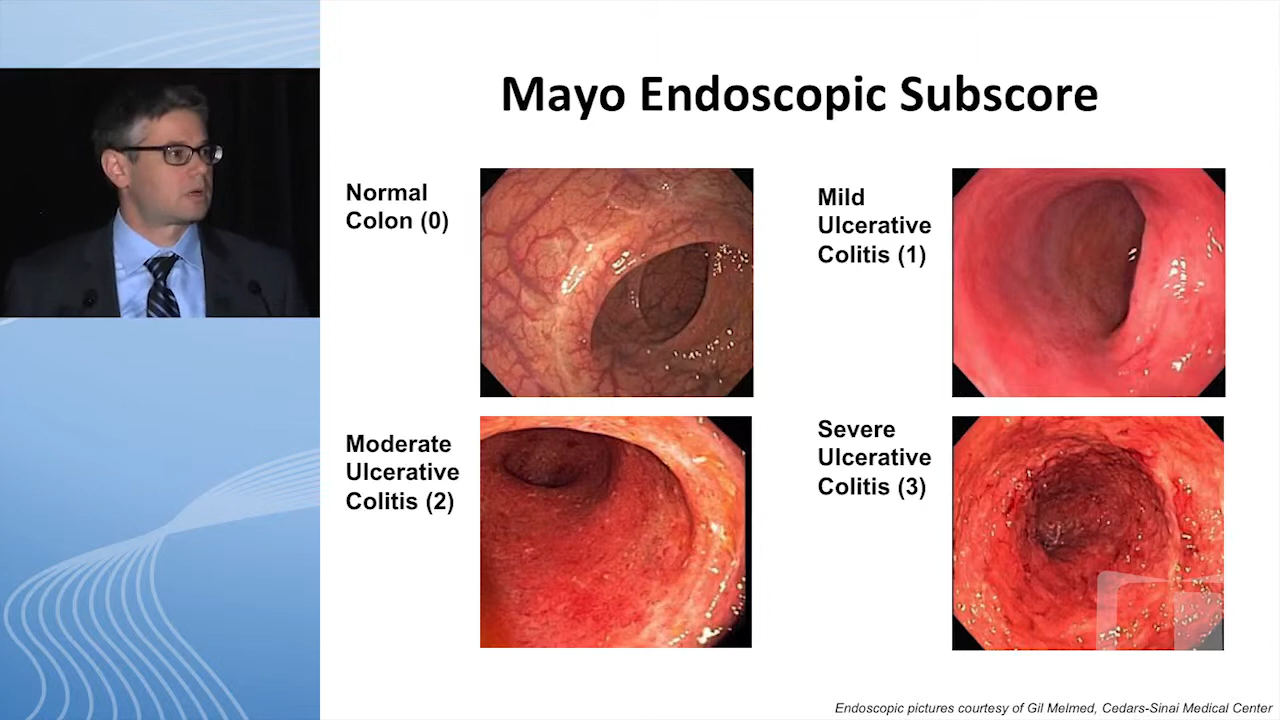 Mayo Endoscopic Subscore
Normal
Colon (0)
Mild
Ulcerative
Colitis (1)
Moderate
Ulcerative
Colitis (2)
Severe
Ulcerative
Colitis (3)
Endoscopic pictures courtesy of Gil Melmed, Cedars-Sinai Medical Center